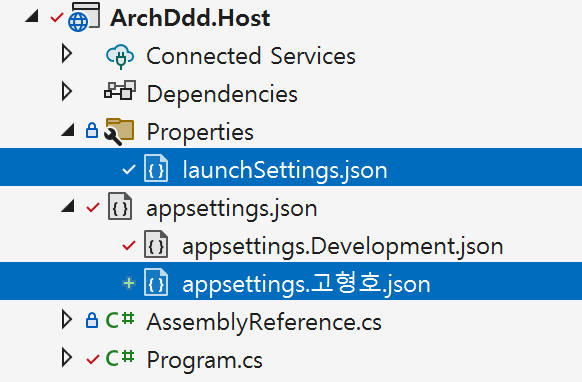 ArchDdd.Host
Connected Services
Dependencies
Properties
launchSettings.json
appsettings.json
appsettings.Development.json
appsettings.고형호.json
C# AssemblyReference.cs
C# Program.cs